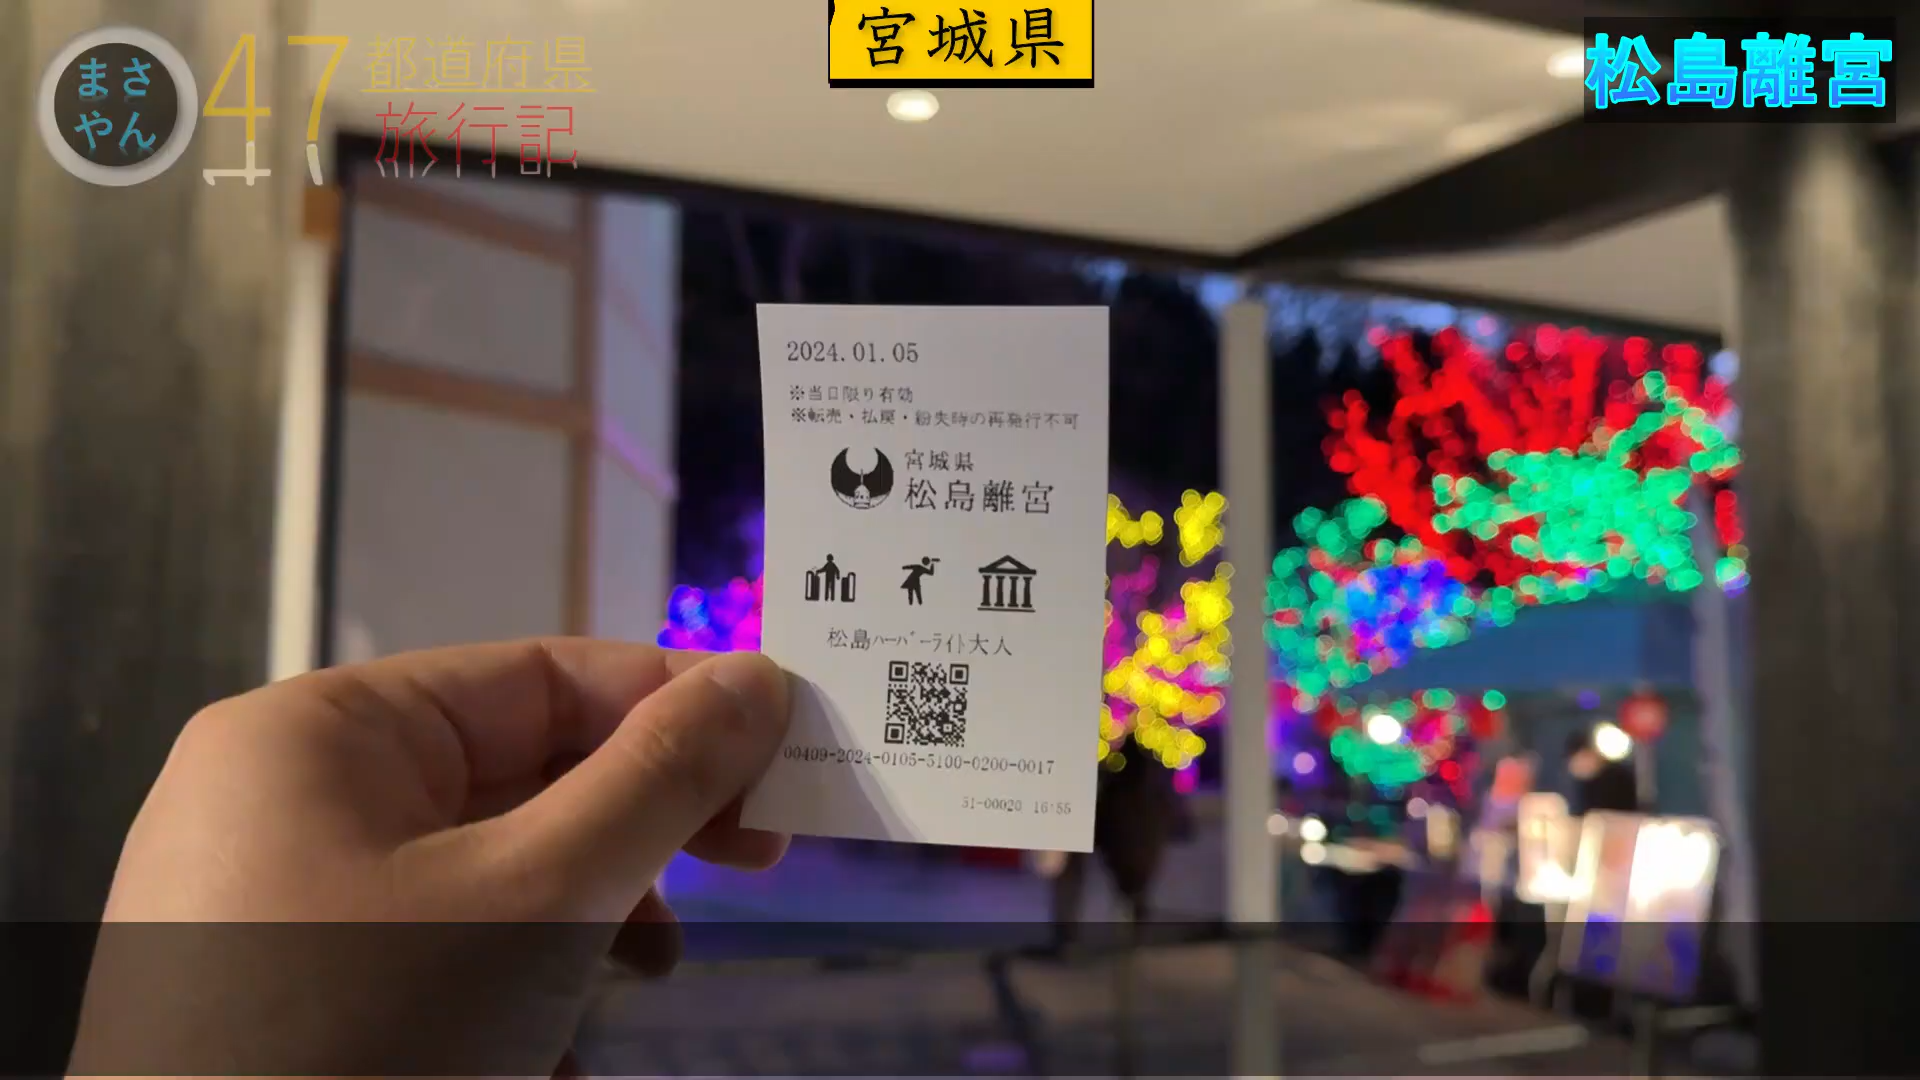 まさ
やん
47
都道府県
旅行記
宮城県
松島離宮
2024.01.05
※当日限り有効
※転売・払戻・紛失時の再発行不可
宮城県
松島離宮
松島ﾊｰﾊﾞｰﾗｲﾄ大人
00409-2024-0105-5100-0200-0017
51-00020 16:55